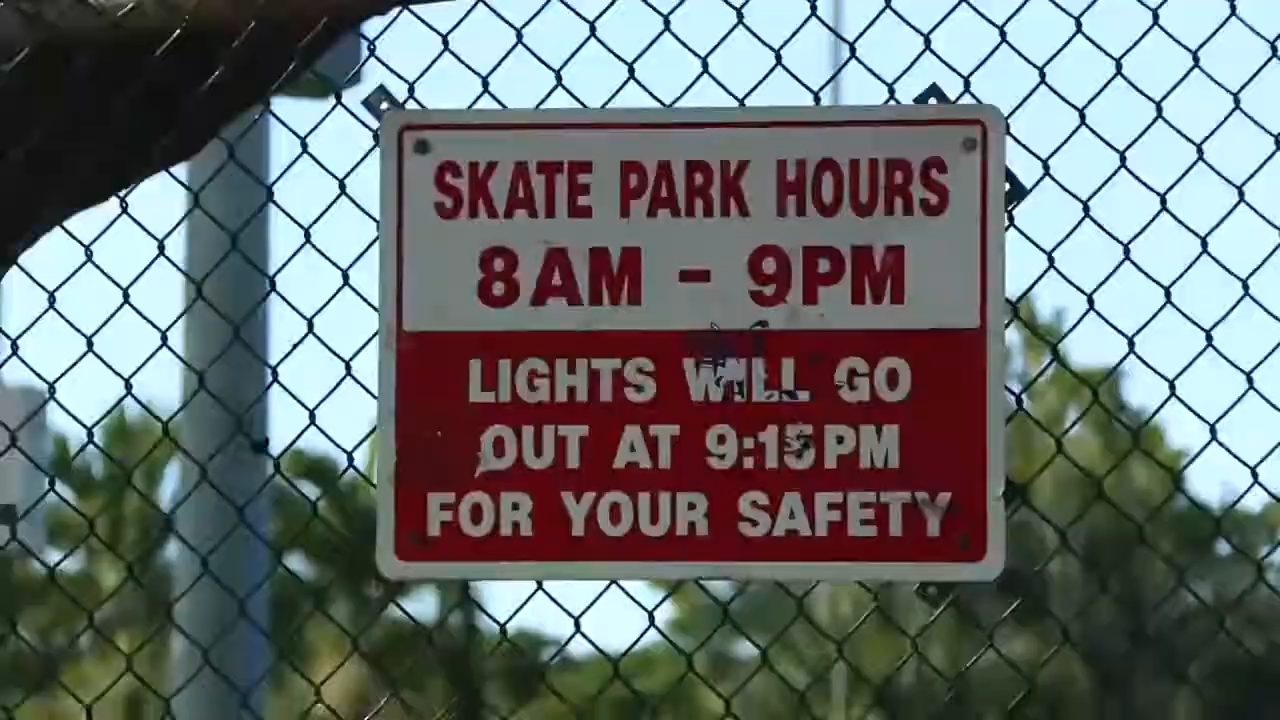 SKATE PARK HOURS
8AM - 9PM
LIGHTS WILL GO
OUT AT 9:15PM
FOR YOUR SAFETY